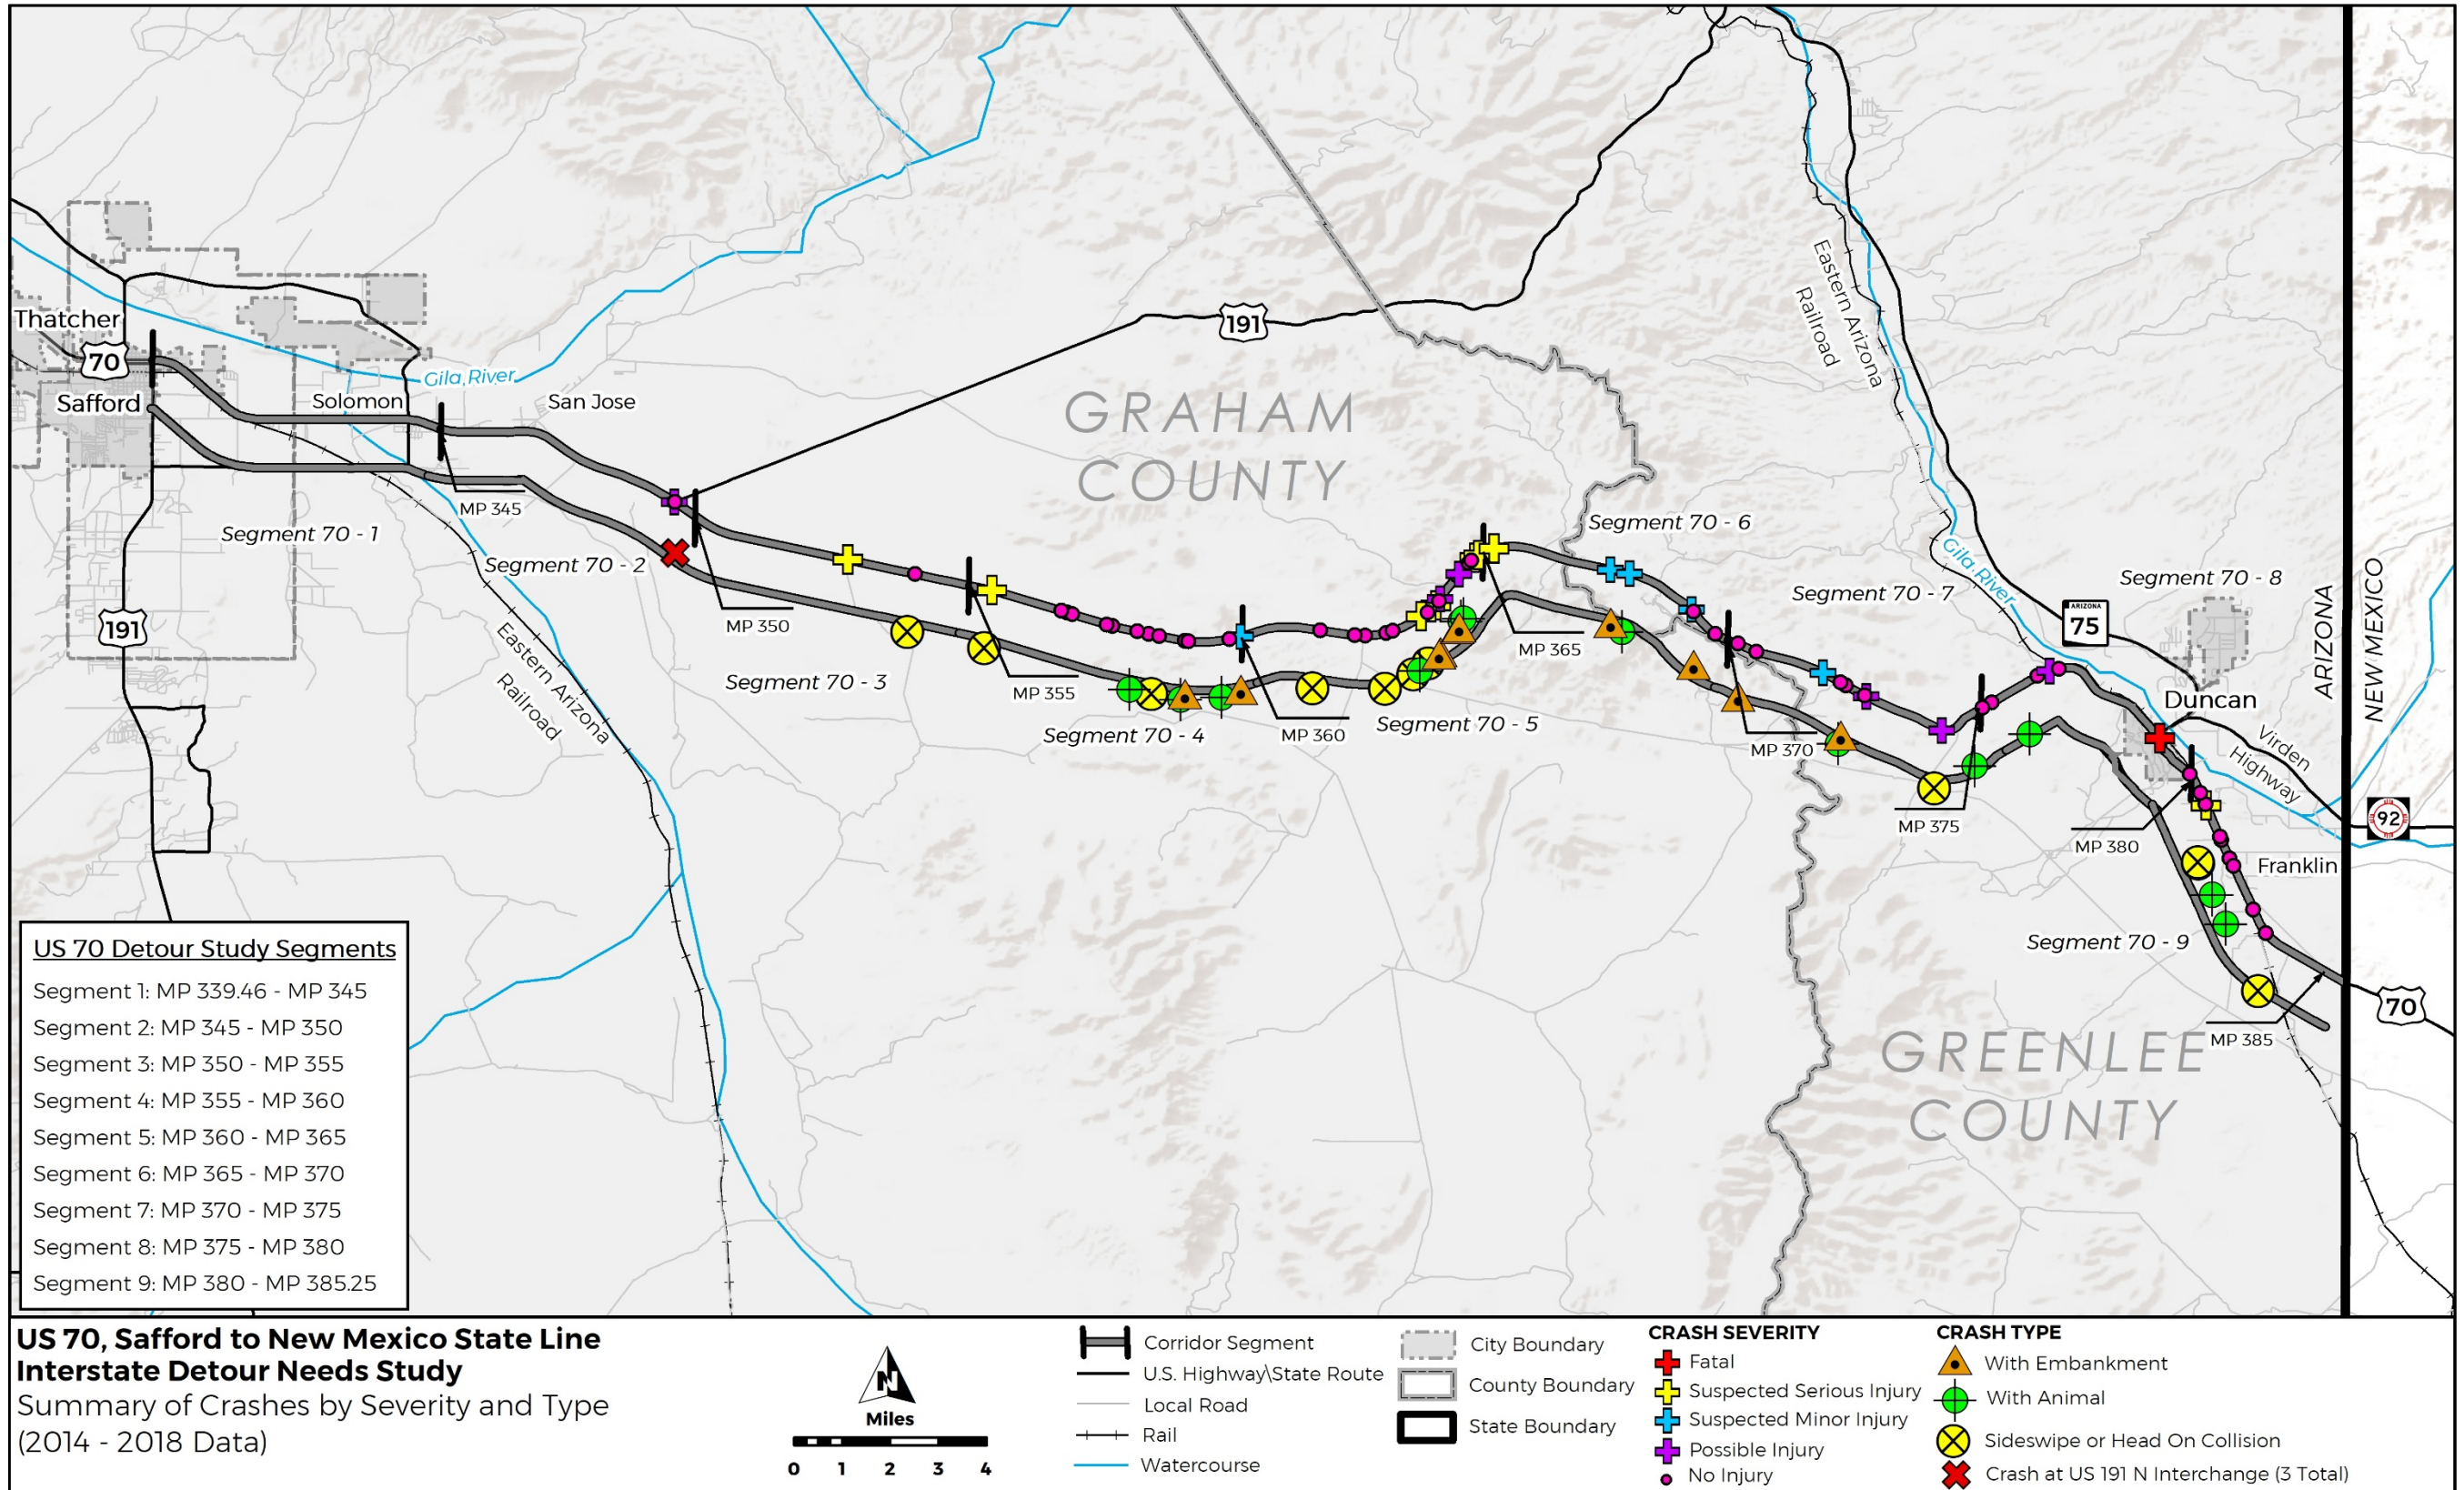 Thatcher
70
Safford
Solomon
Gila River
San Jose
191
GRAHAM
COUNTY
Eastern Arizona
Railroad
MP 345
Segment 70 - 1
Segment 70 - 2
191
Eastern Arizona
Railroad
MP 350
Segment 70 - 3
MP 355
Segment 70 - 4
MP 360
Segment 70 - 5
MP 365
Segment 70 - 6
Segment 70 - 7
Gila River
MP 370
MP 375
ARIZONA
75
Segment 70 - 8
ARIZONA
NEW MEXICO
Duncan
Virden
Highway
92
MP 380
Franklin
Segment 70 - 9
MP 385
70
GREENLEE
COUNTY
US 70 Detour Study Segments
Segment 1: MP 339.46 - MP 345
Segment 2: MP 345 - MP 350
Segment 3: MP 350 - MP 355
Segment 4: MP 355 - MP 360
Segment 5: MP 360 - MP 365
Segment 6: MP 365 - MP 370
Segment 7: MP 370 - MP 375
Segment 8: MP 375 - MP 380
Segment 9: MP 380 - MP 385.25
US 70, Safford to New Mexico State Line
Interstate Detour Needs Study
Summary of Crashes by Severity and Type
(2014 - 2018 Data)
N
Miles
0 1 2 3 4
Corridor Segment
U.S. Highway\State Route
Local Road
Rail
Watercourse
City Boundary
County Boundary
State Boundary
CRASH SEVERITY
Fatal
Suspected Serious Injury
Suspected Minor Injury
Possible Injury
No Injury
CRASH TYPE
With Embankment
With Animal
Sideswipe or Head On Collision
Crash at US 191 N Interchange (3 Total)